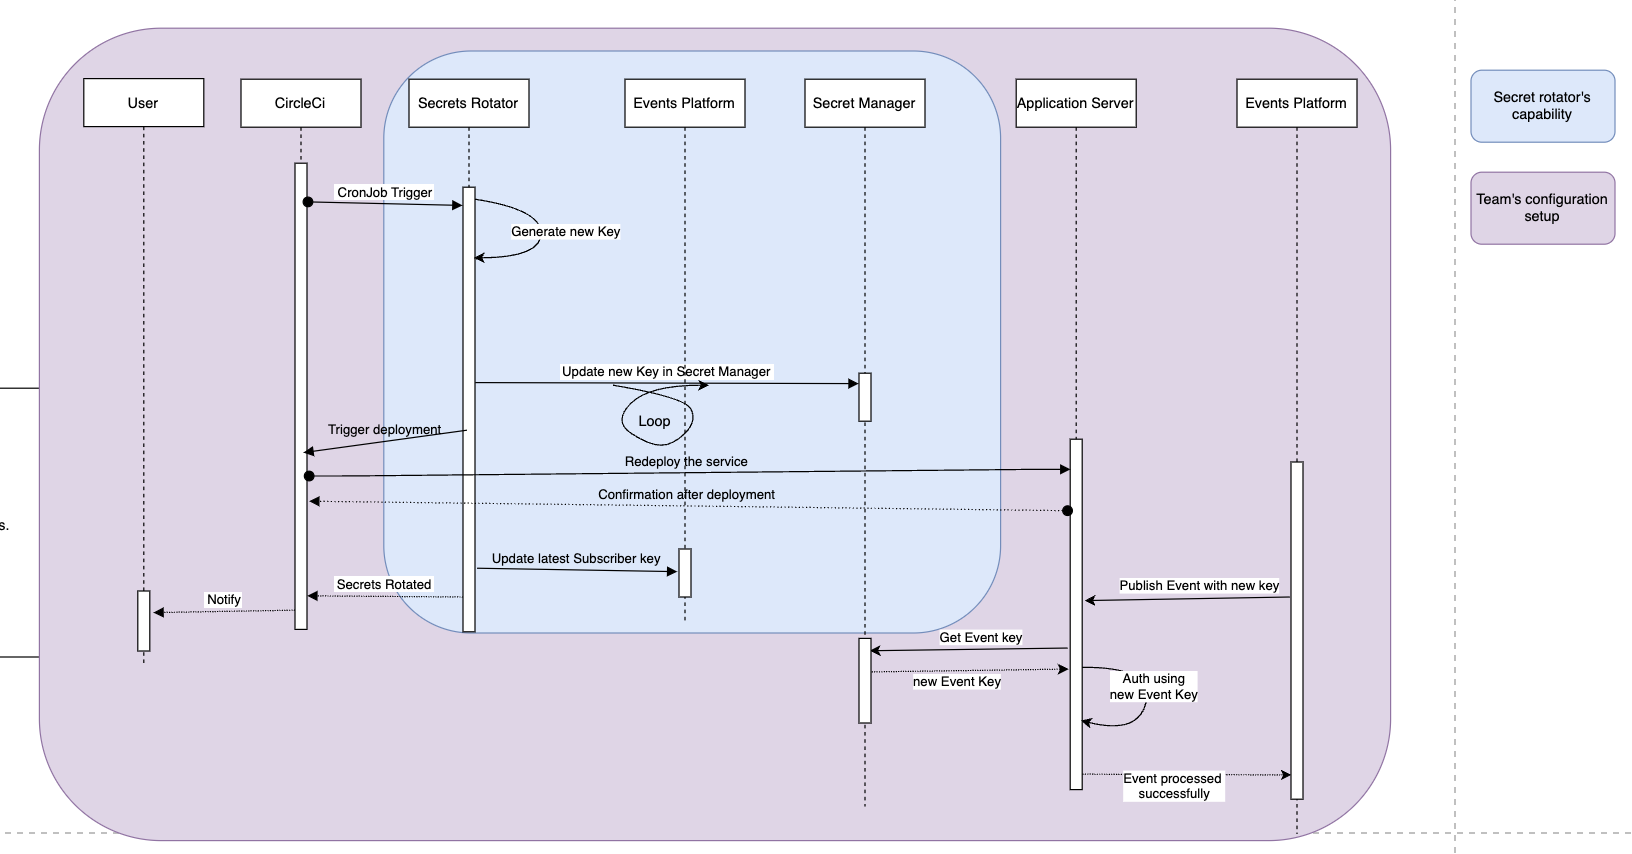 User
CircleCi
Secrets Rotator
Events Platform
Secret Manager
Application Server
Events Platform
Secret rotator's
capability
Team's configuration
setup
CronJob Trigger
Generate new Key
Update new Key in Secret Manager
Loop
Trigger deployment
Redeploy the service
Confirmation after deployment
s.
Update latest Subscriber key
Secrets Rotated
Notify
Publish Event with new key
Get Event key
new Event Key
Auth using
new Event Key
Event processed
successfully